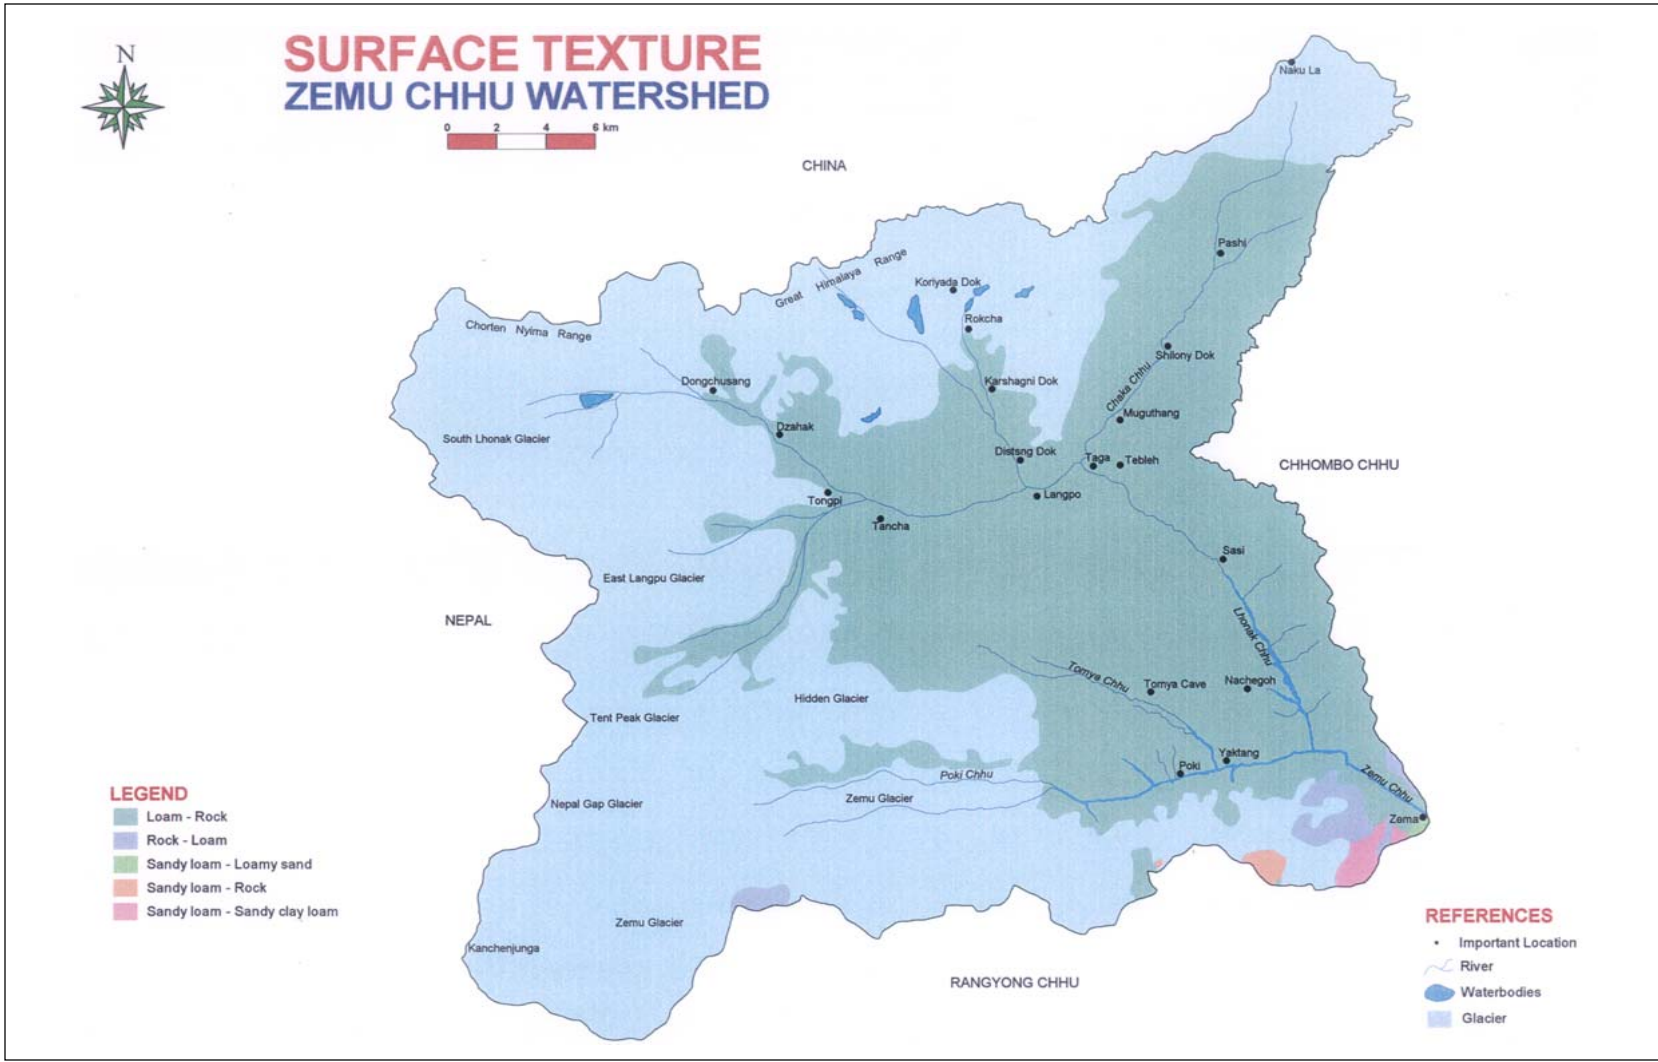 N
SURFACE TEXTURE
ZEMU CHHU WATERSHED
0 2 4 6 km
Naku La
CHINA
Pashi
Great Himalaya Range
Koriyada Dok
Rokcha
Chorten Nyima Range
Shilony Dok
Dongchusang
Karshagni Dok
Chaka Chhu
Muguthang
Dzahak
South Lhonak Glacier
Distsng Dok
Taga
Tebleh
CHHOMBO CHHU
Tongpi
Langpo
Tancha
Sasi
East Langpu Glacier
NEPAL
Lhonak Chhu
Tomya Chhu
Tomya Cave
Nachegoh
Hidden Glacier
Tent Peak Glacier
Yaktang
Poki
Poki Chhu
Zemu Chhu
Zemu Glacier
Nepal Gap Glacier
Zema
LEGEND
Loam - Rock
Rock - Loam
Sandy loam - Loamy sand
Sandy loam - Rock
Sandy loam - Sandy clay loam
Zemu Glacier
Kanchenjunga
RANGYONG CHHU
REFERENCES
Important Location
River
Waterbodies
Glacier